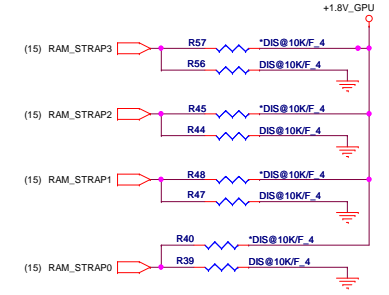 +1.8V_GPU
(15) RAM_STRAP3 R57 *DIS@10K/F_4
R56 DIS@10K/F_4
(15) RAM_STRAP2 R45 *DIS@10K/F_4
R44 DIS@10K/F_4
(15) RAM_STRAP1 R48 *DIS@10K/F_4
R47 DIS@10K/F_4
R40 *DIS@10K/F_4
(15) RAM_STRAP0 R39 DIS@10K/F_4